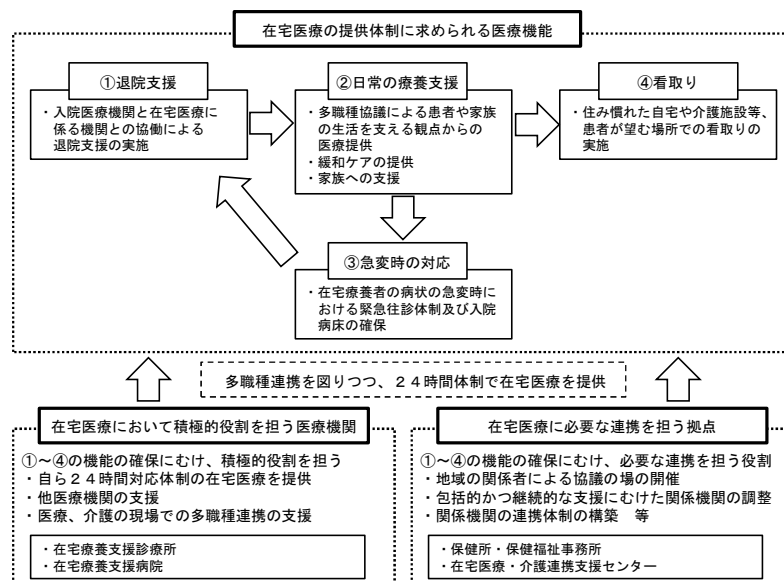 在宅医療の提供体制に求められる医療機能
①退院支援
・入院医療機関と在宅医療に
係る機関との協働による
退院支援の実施
②日常の療養支援
・多職種協議による患者や家族
の生活を支える観点からの
医療提供
・緩和ケアの提供
・家族への支援
④看取り
・住み慣れた自宅や介護施設等、
患者が望む場所での看取りの
実施
③急変時の対応
・在宅療養者の病状の急変時に
おける緊急往診体制及び入院
病床の確保
多職種連携を図りつつ、２４時間体制で在宅医療を提供
在宅医療において積極的役割を担う医療機関
①～④の機能の確保にむけ、積極的役割を担う
・自ら２４時間対応体制の在宅医療を提供
・他医療機関の支援
・医療、介護の現場での多職種連携の支援
・在宅療養支援診療所
・在宅療養支援病院
在宅医療に必要な連携を担う拠点
①～④の機能の確保にむけ、必要な連携を担う役割
・地域の関係者による協議の場の開催
・包括的かつ継続的な支援にむけた関係機関の調整
・関係機関の連携体制の構築　等
・保健所・保健福祉事務所
・在宅医療・介護連携支援センター